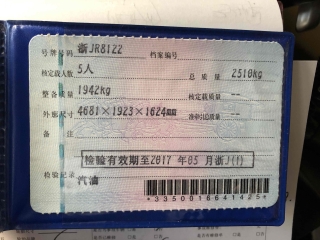 号牌号码 浙JR8122 档案编号
核定载人数 5人 总质量 2510kg
整备质量 1942kg 核定载质量 --
外廓尺寸 4681×1923×1624mm 准牵引总质量 --
备注
检验有效期至2017年05月浙J(1)
检验记录
汽油
*3350016641425*